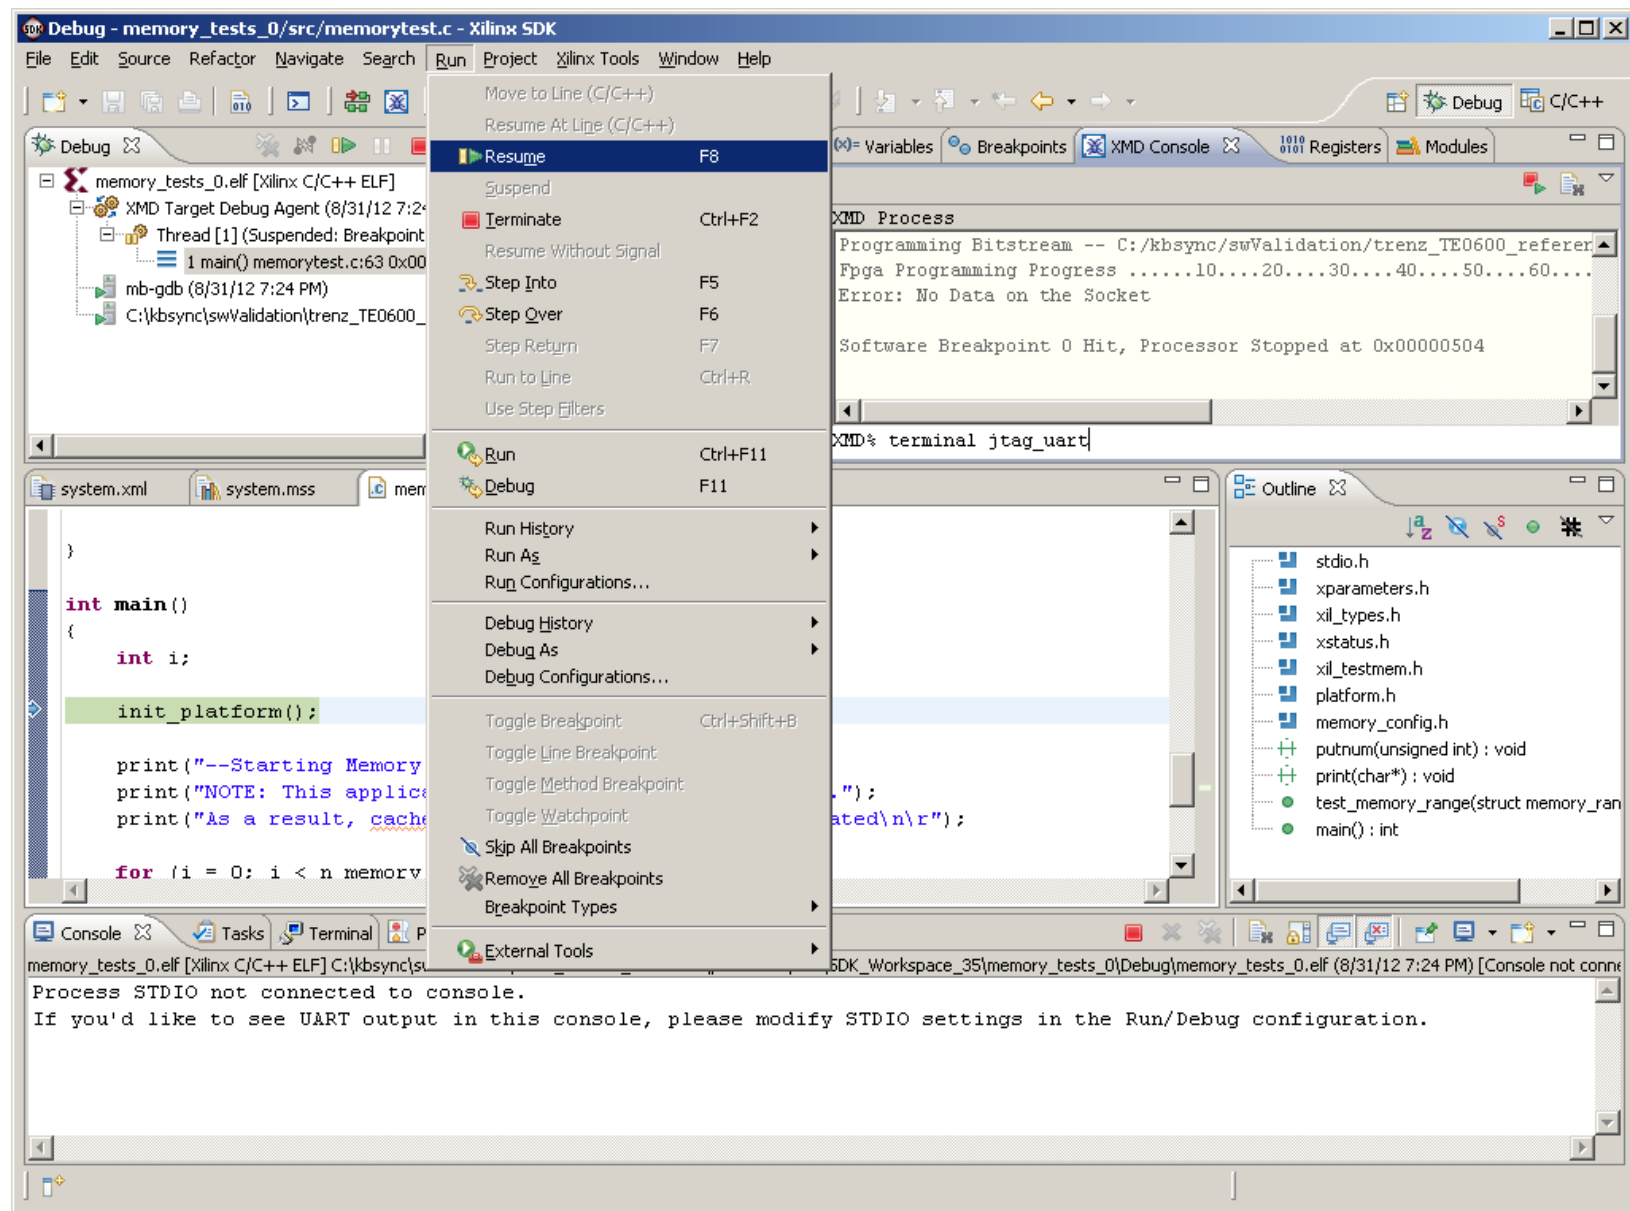 Debug - memory_tests_0/src/memorytest.c - Xilinx SDK
File Edit Source Refactor Navigate Search Run Project Xilinx Tools Window Help
Debug C/C++
Debug
memory_tests_0.elf [Xilinx C/C++ ELF]
XMD Target Debug Agent (8/31/12 7:24
Thread [1] (Suspended: Breakpoint
1 main() memorytest.c:63 0x00
mb-gdb (8/31/12 7:24 PM)
C:\kbsync\swValidation\trenz_TE0600_
Move to Line (C/C++)
Resume At Line (C/C++)
Resume F8
Suspend
Terminate Ctrl+F2
Resume Without Signal
Step Into F5
Step Over F6
Step Return F7
Run to Line Ctrl+R
Use Step Filters
Run Ctrl+F11
Debug F11
Run History
Run As
Run Configurations...
Debug History
Debug As
Debug Configurations...
Toggle Breakpoint Ctrl+Shift+B
Toggle Line Breakpoint
Toggle Method Breakpoint
Toggle Watchpoint
Skip All Breakpoints
Remove All Breakpoints
Breakpoint Types
External Tools
(x)= Variables Breakpoints XMD Console Registers Modules
XMD Process
Programming Bitstream -- C:/kbsync/swValidation/trenz_TE0600_referen
Fpga Programming Progress ......10....20....30....40....50....60....
Error: No Data on the Socket
Software Breakpoint 0 Hit, Processor Stopped at 0x00000504
XMD% terminal jtag_uart
system.xml system.mss mem
}
int main()
{
int i;
init_platform();
print("--Starting Memory
print("NOTE: This applica .");
print("As a result, cache ated\n\r");
for (i = 0; i < n_memory
Outline
stdio.h
xparameters.h
xil_types.h
xstatus.h
xil_testmem.h
platform.h
memory_config.h
putnum(unsigned int) : void
print(char*) : void
test_memory_range(struct memory_ran
main() : int
Console Tasks Terminal P
memory_tests_0.elf [Xilinx C/C++ ELF] C:\kbsync\sw SDK_Workspace_35\memory_tests_0\Debug\memory_tests_0.elf (8/31/12 7:24 PM) [Console not conne
Process STDIO not connected to console.
If you'd like to see UART output in this console, please modify STDIO settings in the Run/Debug configuration.